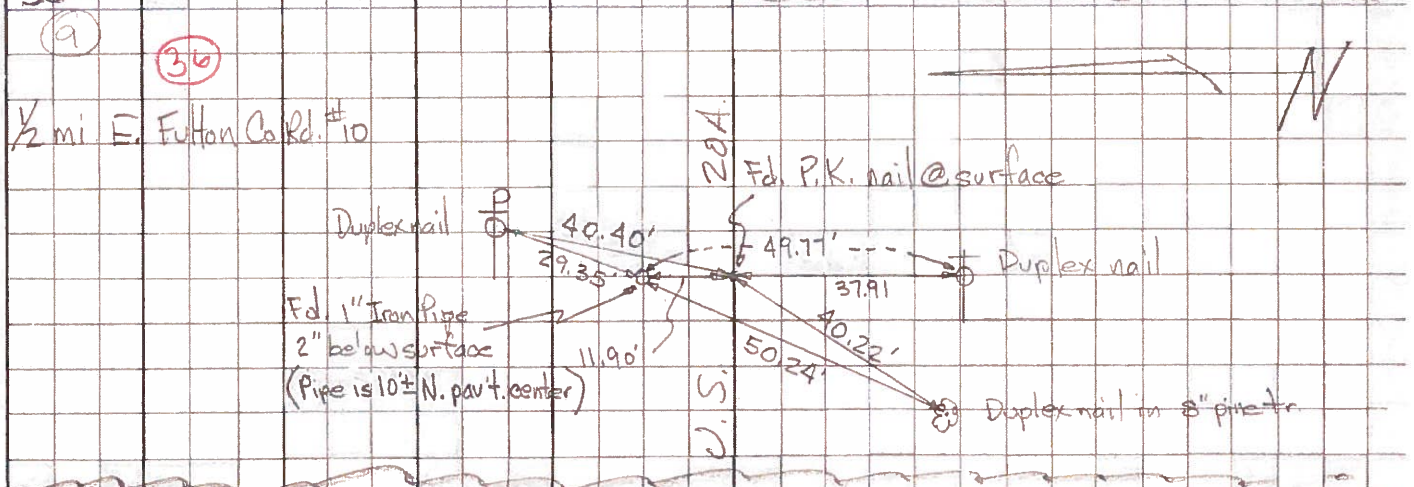 9
36
N
1/2 mi E. Fulton Co Rd. #10
U.S. 20A.
Fd. P.K. nail @ surface
P
Duplex nail
40.40'
49.77'
29.35'
37.91
Duplex nail
Fd. 1" Iron Pipe
2" below surface
(Pipe is 10'± N. pav't. center)
11.90'
40.22'
50.24'
Duplex nail in 8" pine tr.